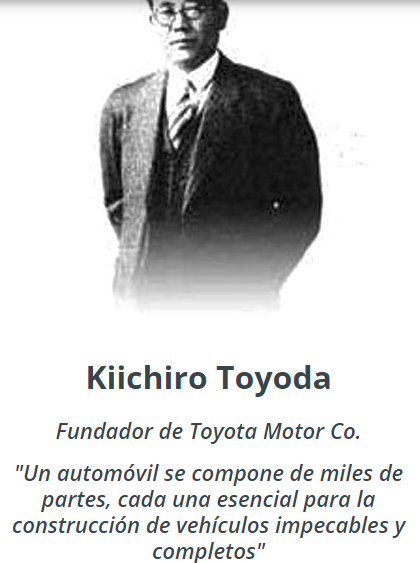 Kiichiro Toyoda
Fundador de Toyota Motor Co.
"Un automóvil se compone de miles de
partes, cada una esencial para la
construcción de vehículos impecables y
completos"